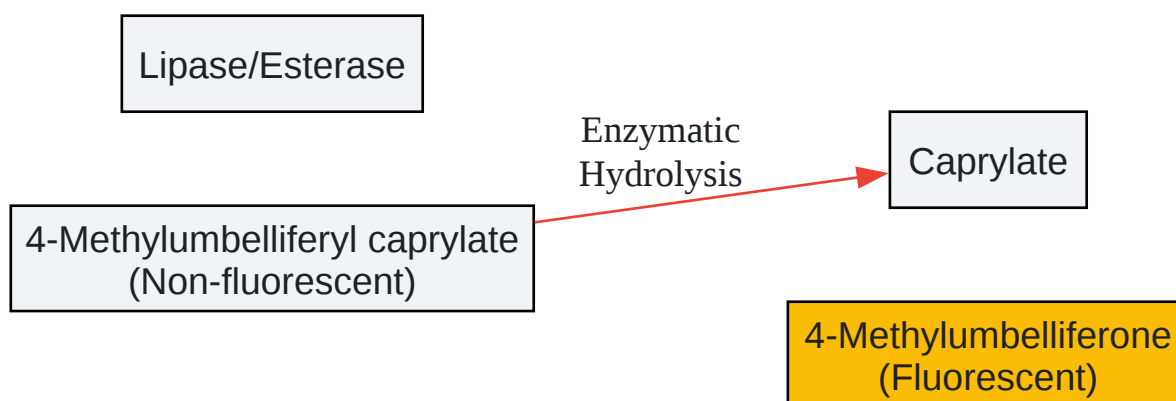 Lipase/Esterase
Enzymatic
Hydrolysis
Caprylate
4-Methylumbelliferyl caprylate
(Non-fluorescent)
4-Methylumbelliferone
(Fluorescent)